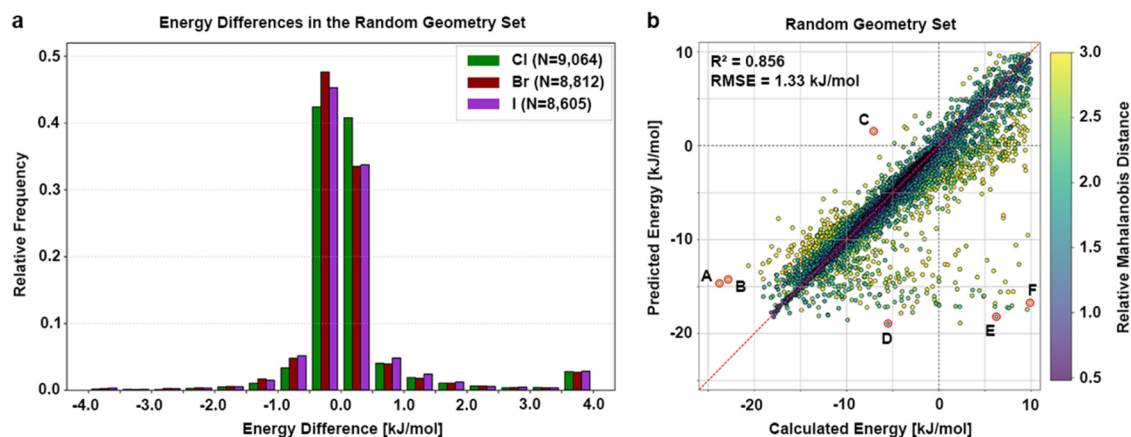 a
Energy Differences in the Random Geometry Set
Relative Frequency
0.5
0.4
0.3
0.2
0.1
0.0
Cl (N=9,064)
Br (N=8,812)
I (N=8,605)
-4.0 -3.0 -2.0 -1.0 0.0 1.0 2.0 3.0 4.0
Energy Difference [kJ/mol]
b
Random Geometry Set
Predicted Energy [kJ/mol]
10
0
-10
-20
R² = 0.856
RMSE = 1.33 kJ/mol
C
A
B
D
E
F
-20 -10 0 10
Calculated Energy [kJ/mol]
3.0
2.5
2.0
1.5
1.0
0.5
Relative Mahalanobis Distance